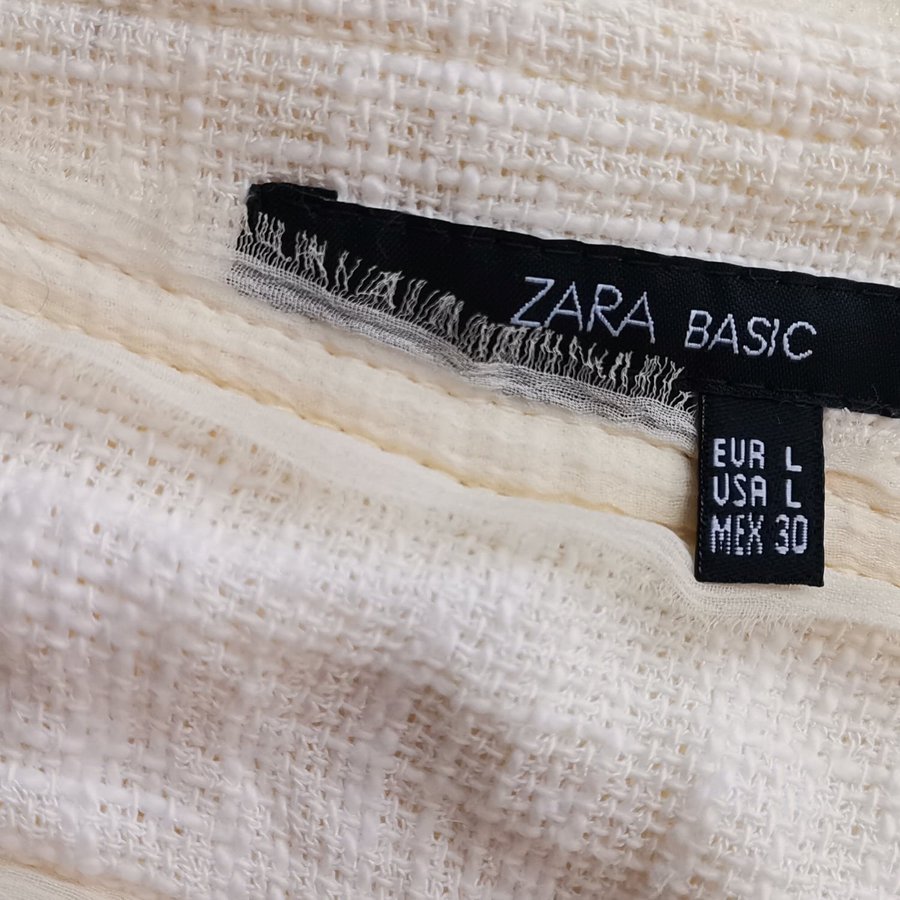 ZARA BASIC
EUR L
USA L
MEX 30